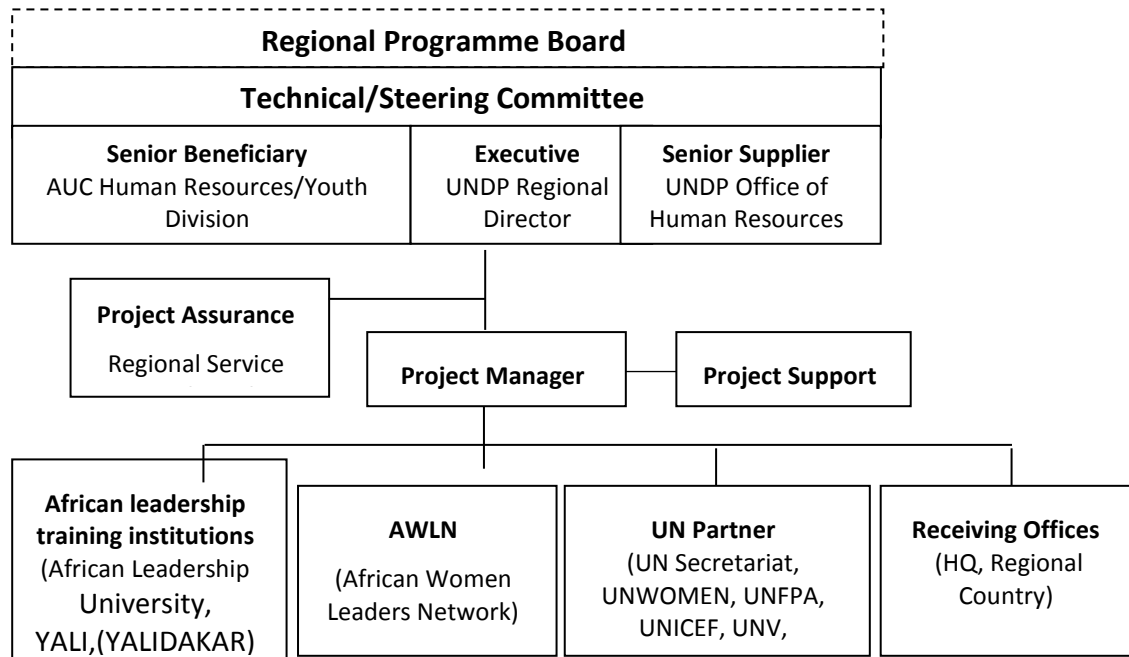 Regional Programme Board
Technical/Steering Committee
Senior Beneficiary
AUC Human Resources/Youth
Division
Executive
UNDP Regional
Director
Senior Supplier
UNDP Office of
Human Resources
Project Assurance
Regional Service
Project Manager
Project Support
African leadership
training institutions
(African Leadership
University,
YALI,(YALIDAKAR)
AWLN
(African Women
Leaders Network)
UN Partner
(UN Secretariat,
UNWOMEN, UNFPA,
UNICEF, UNV,
Receiving Offices
(HQ, Regional
Country)